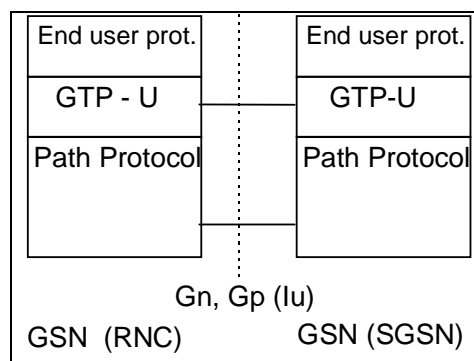 End user prot.
End user prot.
GTP - U
GTP-U
Path Protocol
Path Protocol
Gn, Gp (Iu)
GSN (RNC)
GSN (SGSN)